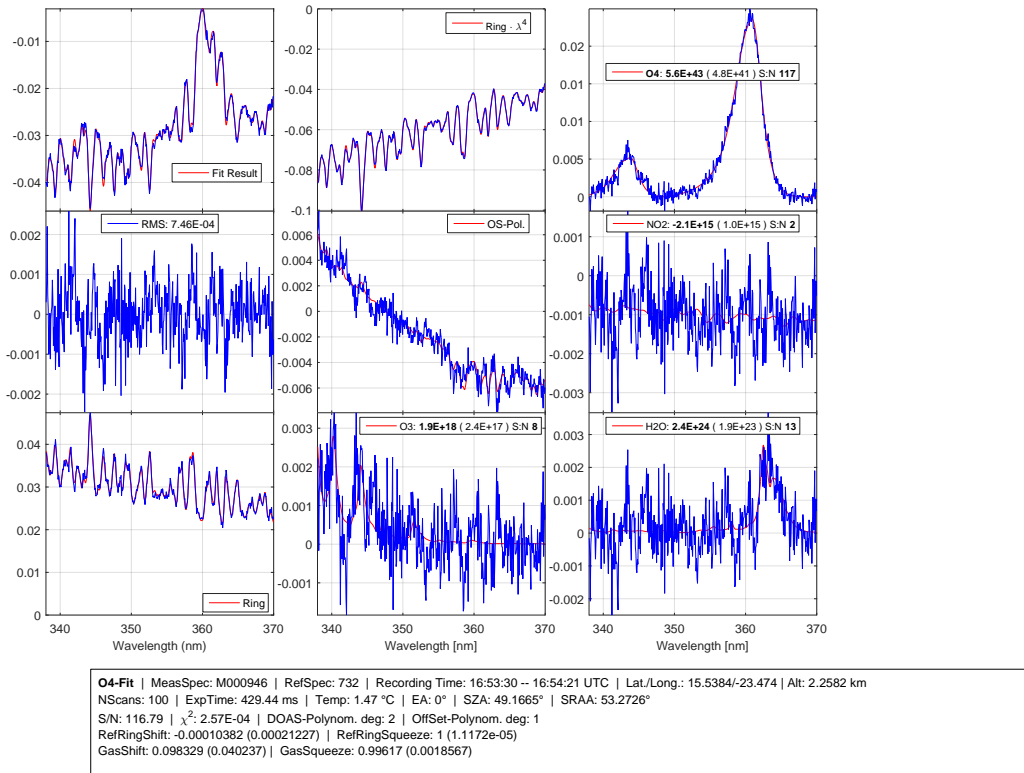 -0.01
-0.02
-0.03
-0.04
Fit Result
0
-0.02
-0.04
-0.06
-0.08
-0.1
Ring · λ^4
0.02
0.01
0.005
0
O4: 5.6E+43 ( 4.8E+41 ) S:N 117
0.002
0.001
0
-0.001
-0.002
RMS: 7.46E-04
0.006
0.004
0.002
0
-0.002
-0.004
-0.006
OS-Pol.
0.001
0
-0.001
-0.002
-0.003
NO2: -2.1E+15 ( 1.0E+15 ) S:N 2
0.04
0.03
0.02
0.01
0
Ring
340 350 360 370
Wavelength (nm)
0.003
0.002
0.001
0
-0.001
O3: 1.9E+18 ( 2.4E+17 ) S:N 8
340 350 360 370
Wavelength [nm]
0.003
0.002
0.001
0
-0.001
-0.002
H2O: 2.4E+24 ( 1.9E+23 ) S:N 13
340 350 360 370
Wavelength [nm]
O4-Fit | MeasSpec: M000946 | RefSpec: 732 | Recording Time: 16:53:30 -- 16:54:21 UTC | Lat./Long.: 15.5384/-23.474 | Alt: 2.2582 km
NScans: 100 | ExpTime: 429.44 ms | Temp: 1.47 °C | EA: 0° | SZA: 49.1665° | SRAA: 53.2726°
S/N: 116.79 | χ²: 2.57E-04 | DOAS-Polynom. deg: 2 | OffSet-Polynom. deg: 1
RefRingShift: -0.00010382 (0.00021227) | RefRingSqueeze: 1 (1.1172e-05)
GasShift: 0.098329 (0.040237) | GasSqueeze: 0.99617 (0.0018567)